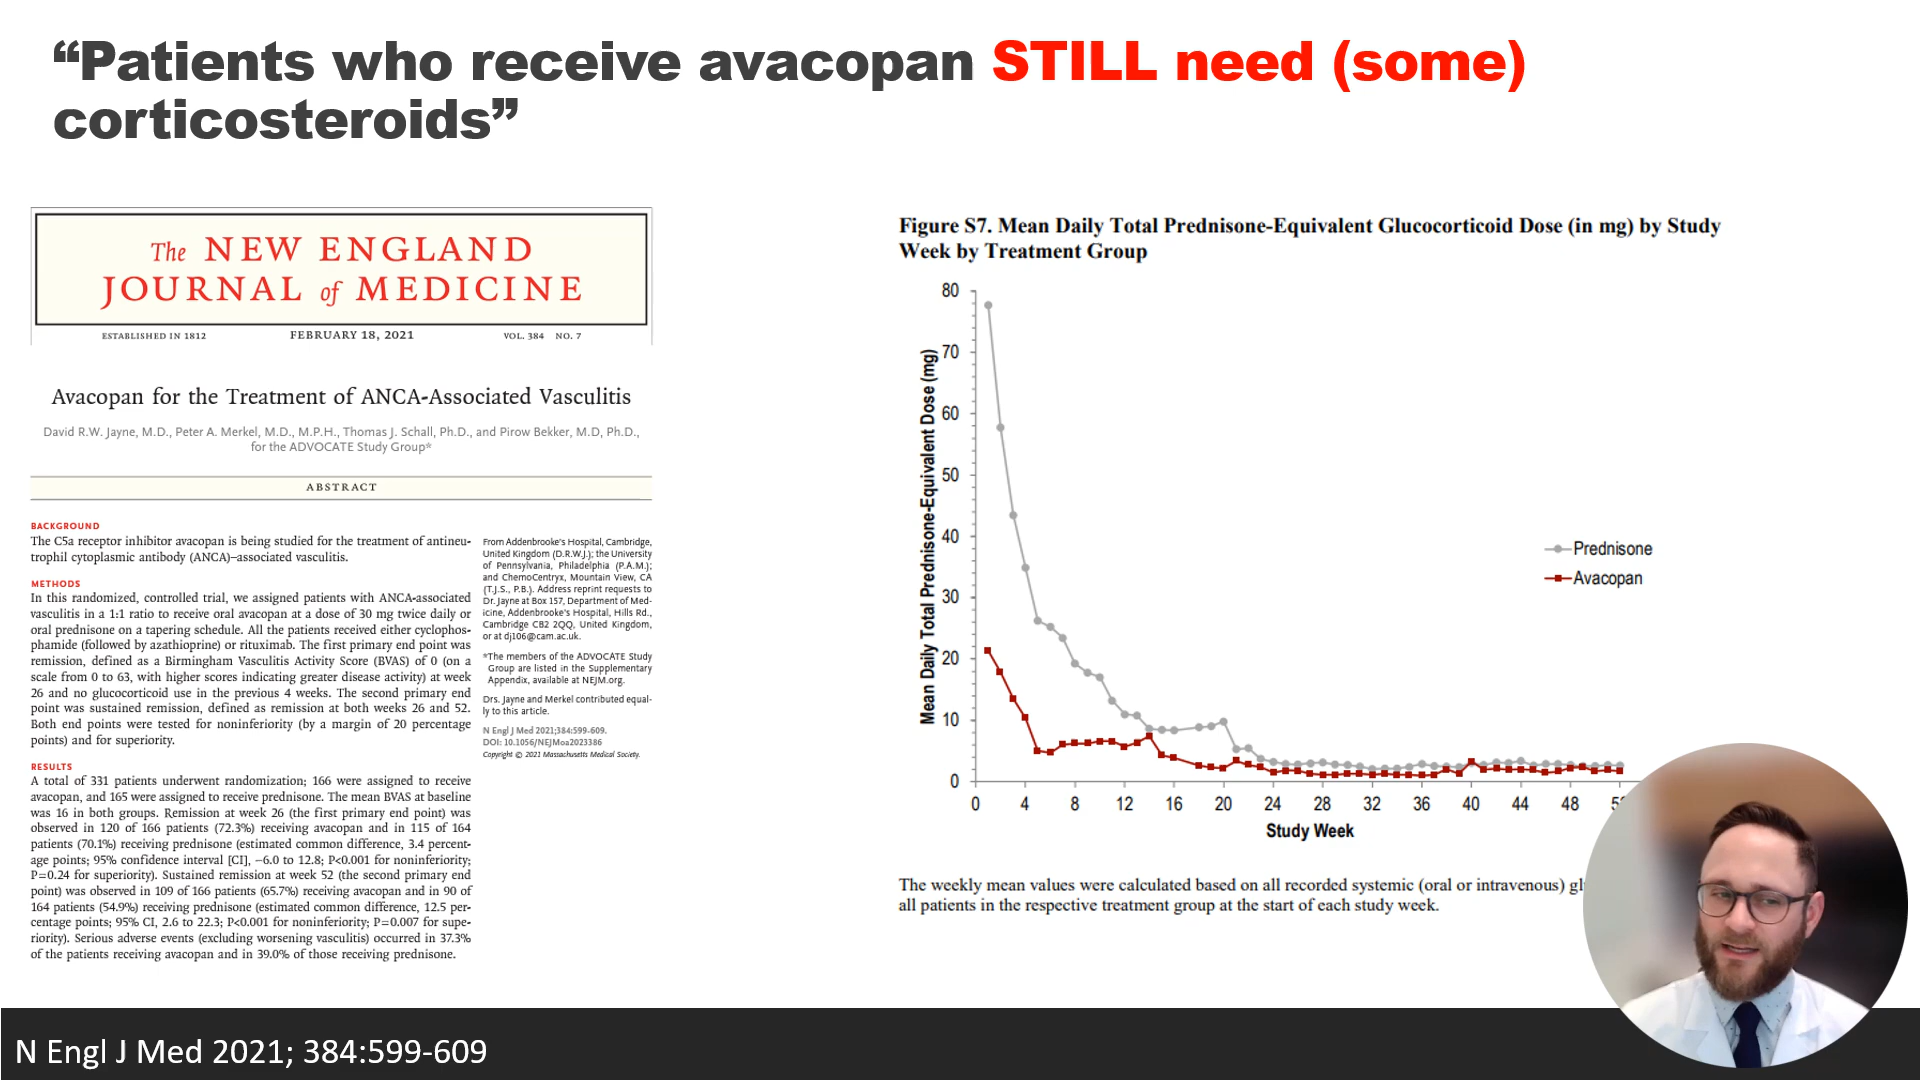 “Patients who receive avacopan STILL need (some)
corticosteroids”
The NEW ENGLAND
JOURNAL of MEDICINE
ESTABLISHED IN 1812 FEBRUARY 18, 2021 VOL. 384 NO. 7
Avacopan for the Treatment of ANCA-Associated Vasculitis
David R.W. Jayne, M.D., Peter A. Merkel, M.D., M.P.H., Thomas J. Schall, Ph.D., and Pirow Bekker, M.D, Ph.D.,
for the ADVOCATE Study Group*
ABSTRACT
BACKGROUND
The C5a receptor inhibitor avacopan is being studied for the treatment of antineu-
trophil cytoplasmic antibody (ANCA)–associated vasculitis.
METHODS
In this randomized, controlled trial, we assigned patients with ANCA-associated
vasculitis in a 1:1 ratio to receive oral avacopan at a dose of 30 mg twice daily or
oral prednisone on a tapering schedule. All the patients received either cyclophos-
phamide (followed by azathioprine) or rituximab. The first primary end point was
remission, defined as a Birmingham Vasculitis Activity Score (BVAS) of 0 (on a
scale from 0 to 63, with higher scores indicating greater disease activity) at week
26 and no glucocorticoid use in the previous 4 weeks. The second primary end
point was sustained remission, defined as remission at both weeks 26 and 52.
Both end points were tested for noninferiority (by a margin of 20 percentage
points) and for superiority.
RESULTS
A total of 331 patients underwent randomization; 166 were assigned to receive
avacopan, and 165 were assigned to receive prednisone. The mean BVAS at baseline
was 16 in both groups. Remission at week 26 (the first primary end point) was
observed in 120 of 166 patients (72.3%) receiving avacopan and in 115 of 164
patients (70.1%) receiving prednisone (estimated common difference, 3.4 percent-
age points; 95% confidence interval [CI], −6.0 to 12.8; P<0.001 for noninferiority;
P=0.24 for superiority). Sustained remission at week 52 (the second primary end
point) was observed in 109 of 166 patients (65.7%) receiving avacopan and in 90 of
164 patients (54.9%) receiving prednisone (estimated common difference, 12.5 per-
centage points; 95% CI, 2.6 to 22.3; P<0.001 for noninferiority; P=0.007 for supe-
riority). Serious adverse events (excluding worsening vasculitis) occurred in 37.3%
of the patients receiving avacopan and in 39.0% of those receiving prednisone.
From Addenbrooke's Hospital, Cambridge,
United Kingdom (D.R.W.J.); the University
of Pennsylvania, Philadelphia (P.A.M.);
and ChemoCentryx, Mountain View, CA
(T.J.S., P.B.). Address reprint requests to
Dr. Jayne at Box 157, Department of Med-
icine, Addenbrooke's Hospital, Hills Rd.,
Cambridge CB2 2QQ, United Kingdom,
or at dj106@cam.ac.uk.
*The members of the ADVOCATE Study
Group are listed in the Supplementary
Appendix, available at NEJM.org.
Drs. Jayne and Merkel contributed equal-
ly to this article.
N Engl J Med 2021;384:599-609.
DOI: 10.1056/NEJMoa2023386
Copyright © 2021 Massachusetts Medical Society.
Figure S7. Mean Daily Total Prednisone-Equivalent Glucocorticoid Dose (in mg) by Study
Week by Treatment Group
Mean Daily Total Prednisone-Equivalent Dose (mg)
80
70
60
50
40
30
20
10
0
0 4 8 12 16 20 24 28 32 36 40 44 48
Study Week
Prednisone
Avacopan
The weekly mean values were calculated based on all recorded systemic (oral or intravenous)
all patients in the respective treatment group at the start of each study week.
N Engl J Med 2021; 384:599-609